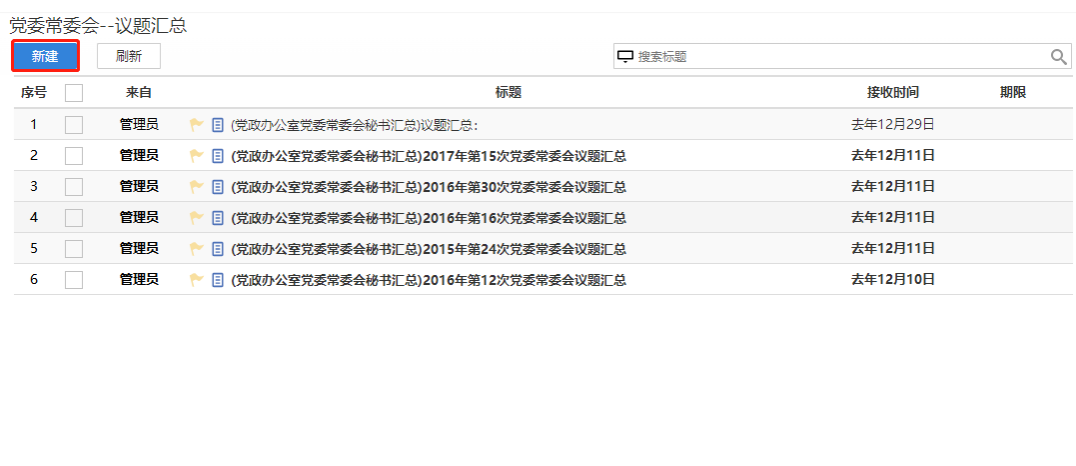 党委常委会--议题汇总
新建 刷新 搜索标题
序号 来自 标题 接收时间 期限
1 管理员 (党政办公室党委常委会秘书汇总)议题汇总: 去年12月29日
2 管理员 (党政办公室党委常委会秘书汇总)2017年第15次党委常委会议题汇总 去年12月11日
3 管理员 (党政办公室党委常委会秘书汇总)2016年第30次党委常委会议题汇总 去年12月11日
4 管理员 (党政办公室党委常委会秘书汇总)2016年第16次党委常委会议题汇总 去年12月11日
5 管理员 (党政办公室党委常委会秘书汇总)2015年第24次党委常委会议题汇总 去年12月11日
6 管理员 (党政办公室党委常委会秘书汇总)2016年第12次党委常委会议题汇总 去年12月10日